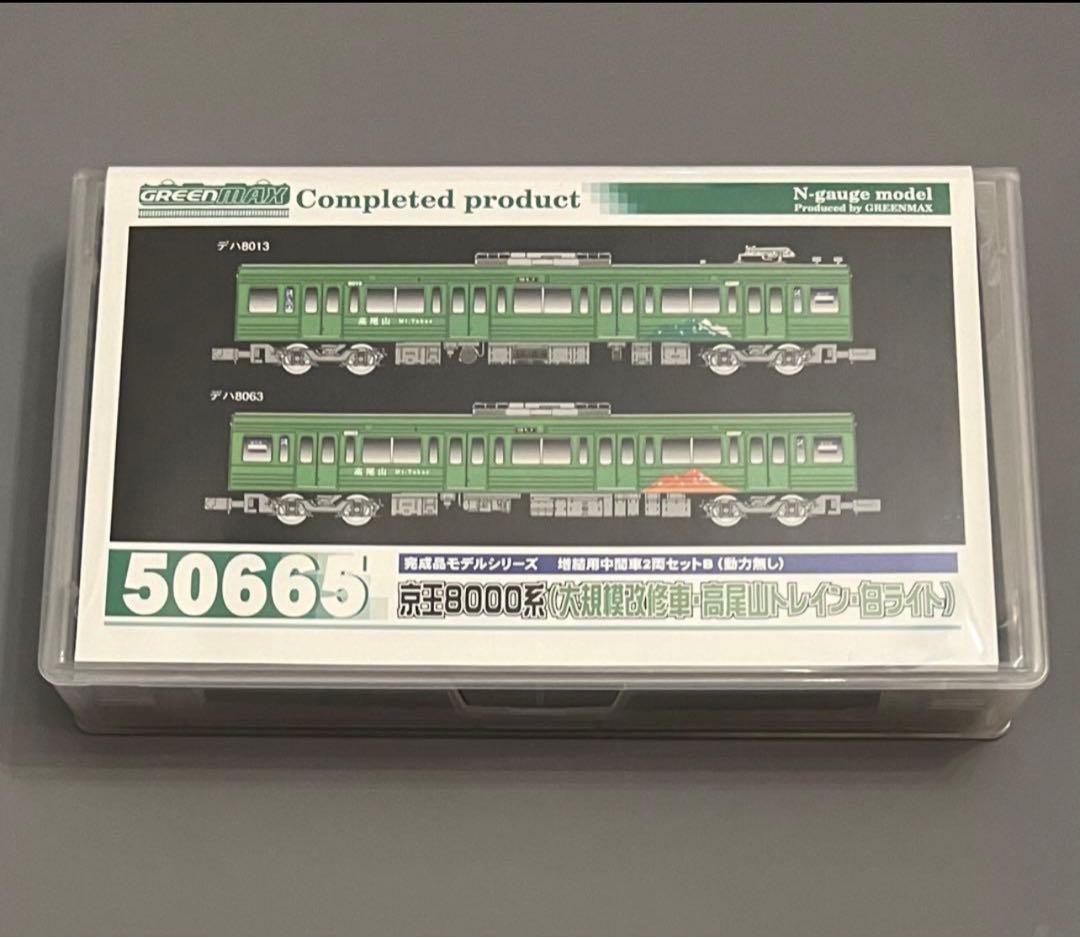 GREENMAX Completed product
N-gauge model
Produced by GREENMAX
デハ8013
高尾山 Mt.Takao
デハ8063
高尾山 Mt.Takao
50665
完成品モデルシリーズ 増結用中間車2両セットB(動力無し)
京王8000系(大規模改修車・高尾山トレイン・白ライト)